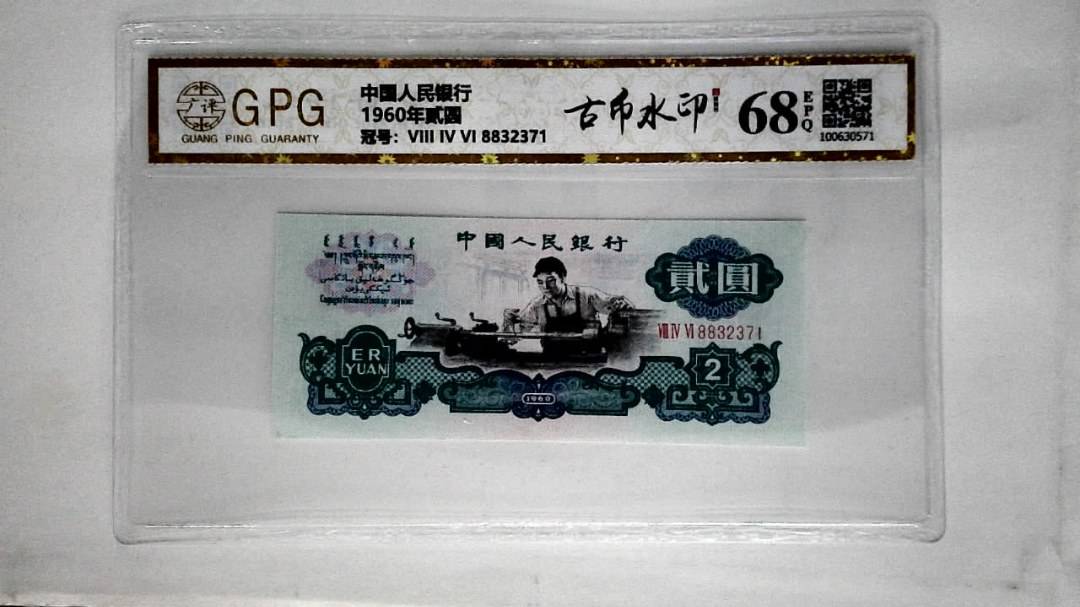 广评
GPG
GUANG PING GUARANTY
中国人民银行
1960年贰圆
冠号：VIII IV VI 8832371
古币水印
68
EPQ
100630571
中國人民銀行
貳圓
VIII IV VI 8832371
ER
YUAN
2
1960